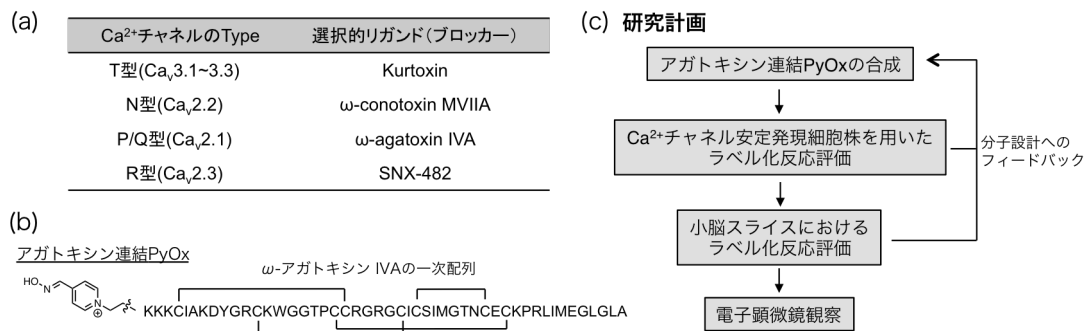 (a)
Ca²⁺チャネルのType 選択的リガンド(ブロッカー)
T型(Caᵥ3.1~3.3) Kurtoxin
N型(Caᵥ2.2) ω-conotoxin MVIIA
P/Q型(Caᵥ2.1) ω-agatoxin IVA
R型(Caᵥ2.3) SNX-482
(b)
アガトキシン連結PyOx
ω-アガトキシン IVAの一次配列
HO
N
N
+
KKKCIAKDYGRCKWGGTPCCRGRGCICSIMGTNCECKPRLIMEGLGLA
(c) 研究計画
アガトキシン連結PyOxの合成
Ca²⁺チャネル安定発現細胞株を用いた
ラベル化反応評価
分子設計への
フィードバック
小脳スライスにおける
ラベル化反応評価
電子顕微鏡観察